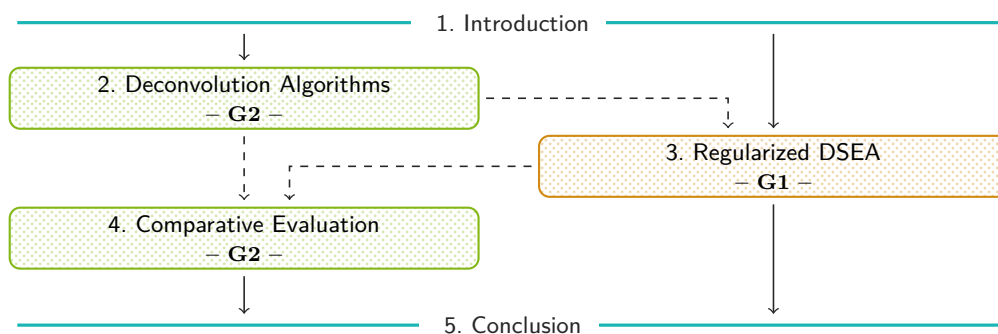 1. Introduction
2. Deconvolution Algorithms
– G2 –
3. Regularized DSEA
– G1 –
4. Comparative Evaluation
– G2 –
5. Conclusion